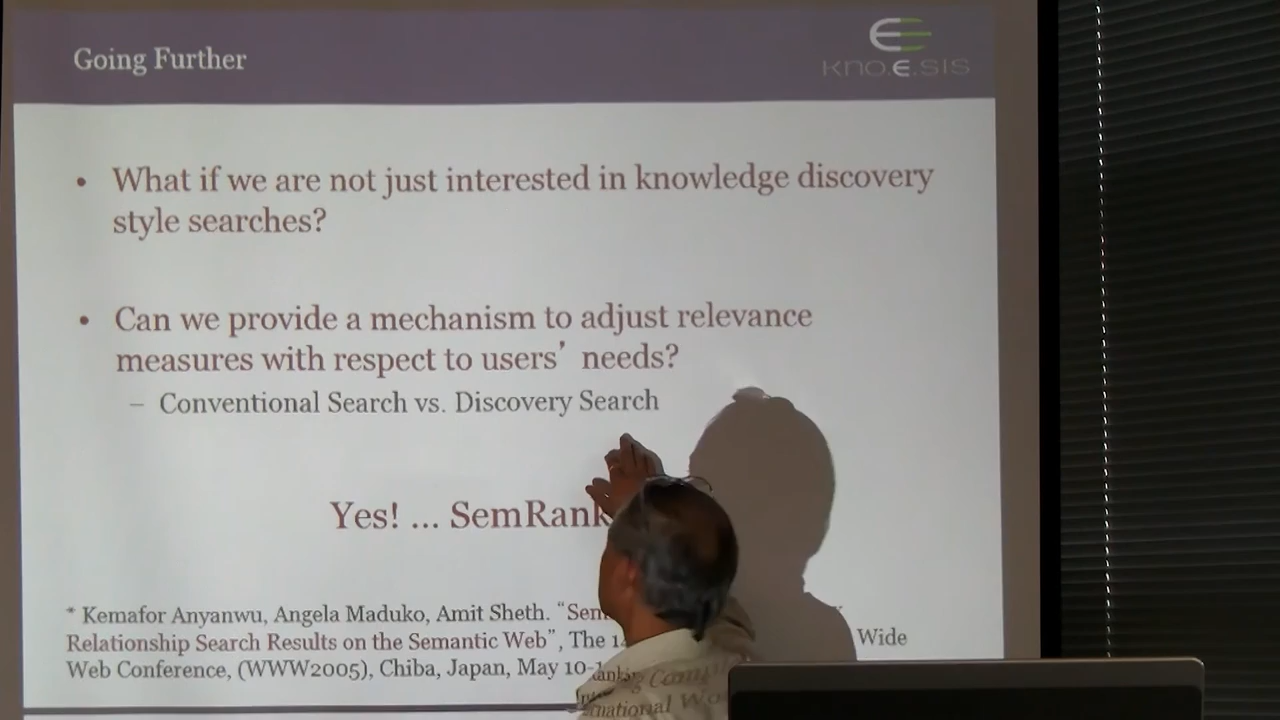 Going Further
kno.e.sis
• What if we are not just interested in knowledge discovery
style searches?
• Can we provide a mechanism to adjust relevance
measures with respect to users’ needs?
– Conventional Search vs. Discovery Search
Yes! ... SemRank
* Kemafor Anyanwu, Angela Maduko, Amit Sheth. “Sem
Relationship Search Results on the Semantic Web”, The Wide
Web Conference, (WWW2005), Chiba, Japan, May 10-